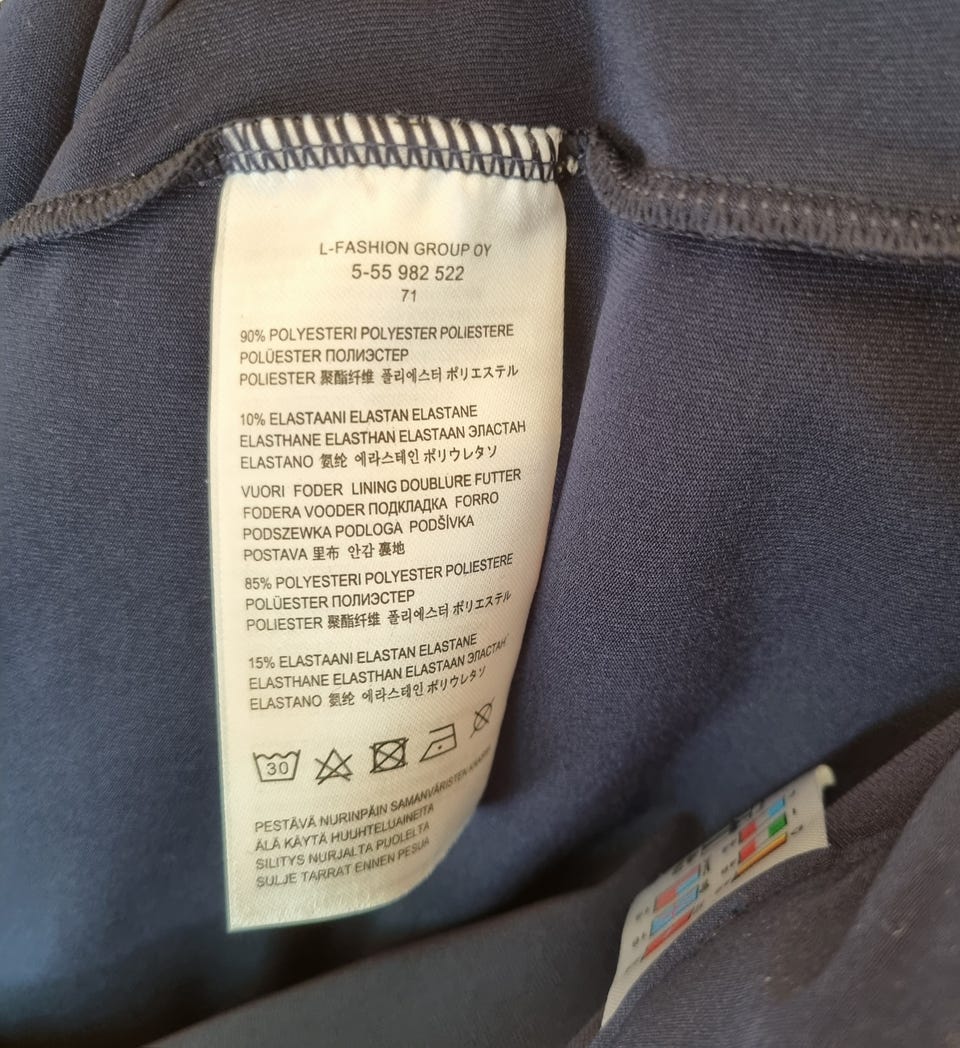 L-FASHION GROUP OY
5-55 982 522
71
90% POLYESTERI POLYESTER POLIESTERE
POLÜESTER ПОЛИЭСТЕР
POLIESTER 聚酯纤维 폴리에스터 ポリエステル
10% ELASTAANI ELASTAN ELASTANE
ELASTHANE ELASTHAN ELASTAAN ЭЛАСТАН
ELASTANO 氨纶 에라스테인 ポリウレタソ
VUORI FODER LINING DOUBLURE FUTTER
FODERA VOODER ПОДКЛАДКА FORRO
PODSZEWKA PODLOGA PODŠÍVKA
POSTAVA 里布 안감 裏地
85% POLYESTERI POLYESTER POLIESTERE
POLÜESTER ПОЛИЭСТЕР
POLIESTER 聚酯纤维 폴리에스터 ポリエステル
15% ELASTAANI ELASTAN ELASTANE
ELASTHANE ELASTHAN ELASTAAN ЭЛАСТАН
ELASTANO 氨纶 에라스테인 ポリウレタソ
30
PESTÄVÄ NURINPÄIN SAMANVÄRISTEN
ÄLÄ KÄYTÄ HUUHTELUAINEITA
SILITYS NURJALTA PUOLELTA
SULJE TARRAT ENNEN PESUA